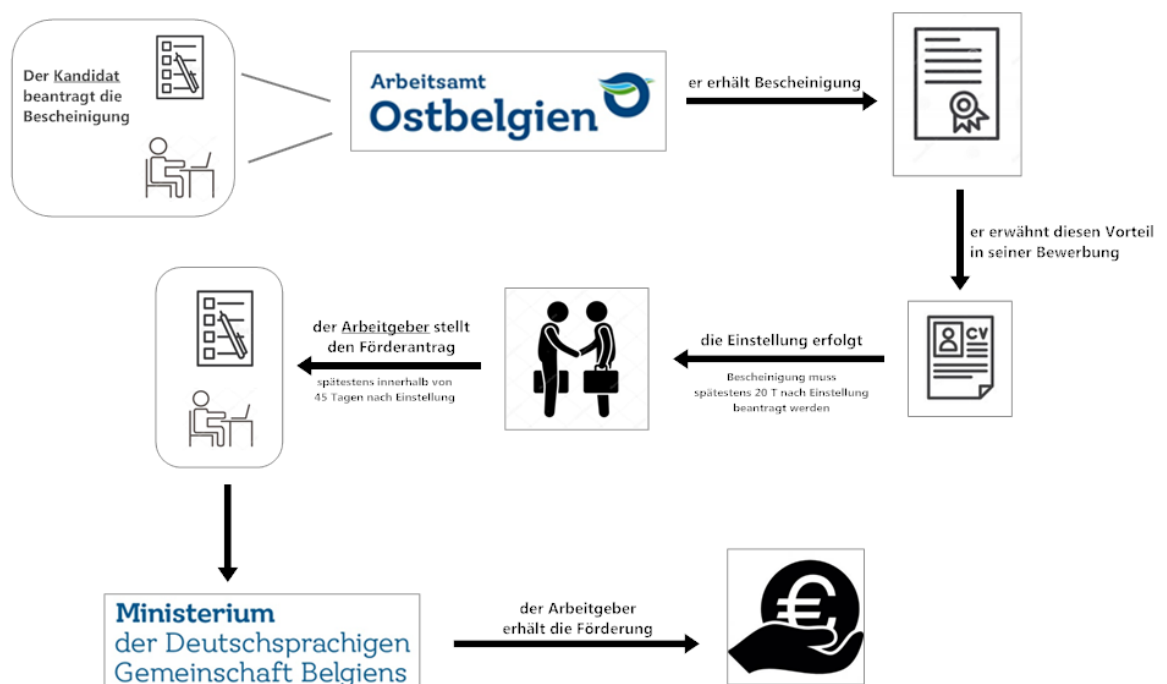 Der Kandidat
beantragt die
Bescheinigung
Arbeitsamt
Ostbelgien
er erhält Bescheinigung
er erwähnt diesen Vorteil
in seiner Bewerbung
CV
die Einstellung erfolgt
Bescheinigung muss
spätestens 20 T nach Einstellung
beantragt werden
der Arbeitgeber stellt
den Förderantrag
spätestens innerhalb von
45 Tagen nach Einstellung
Ministerium
der Deutschsprachigen
Gemeinschaft Belgiens
der Arbeitgeber
erhält die Förderung
€